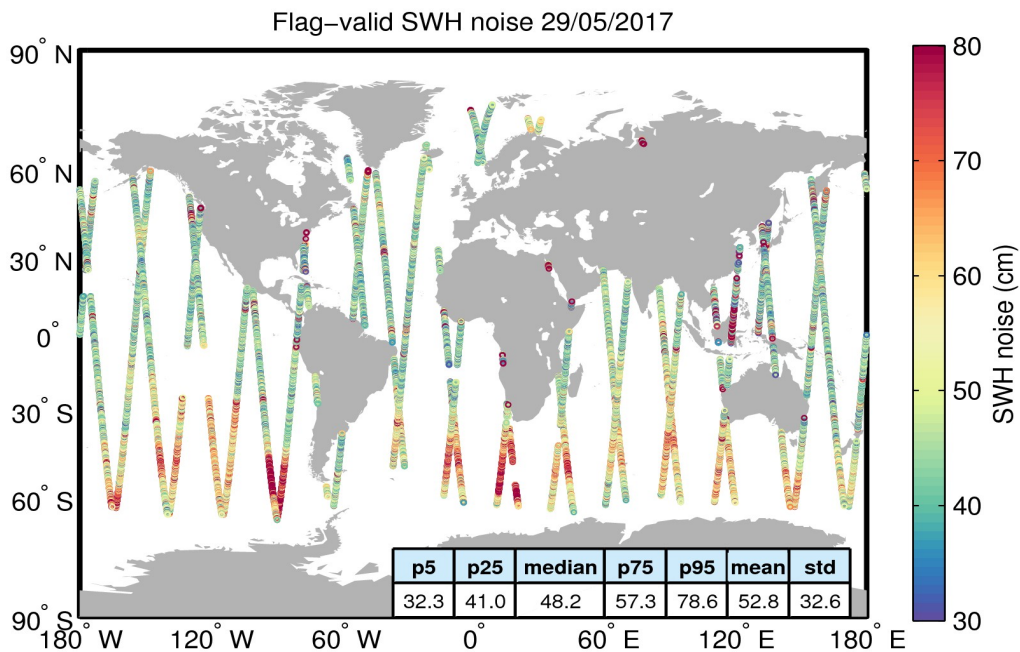 Flag−valid SWH noise 29/05/2017
90° N
60° N
30° N
0°
30° S
60° S
90° S
180° W
120° W
60° W
0°
60° E
120° E
180° E
80
70
60
50
40
30
SWH noise (cm)
p5 p25 median p75 p95 mean std
32.3 41.0 48.2 57.3 78.6 52.8 32.6